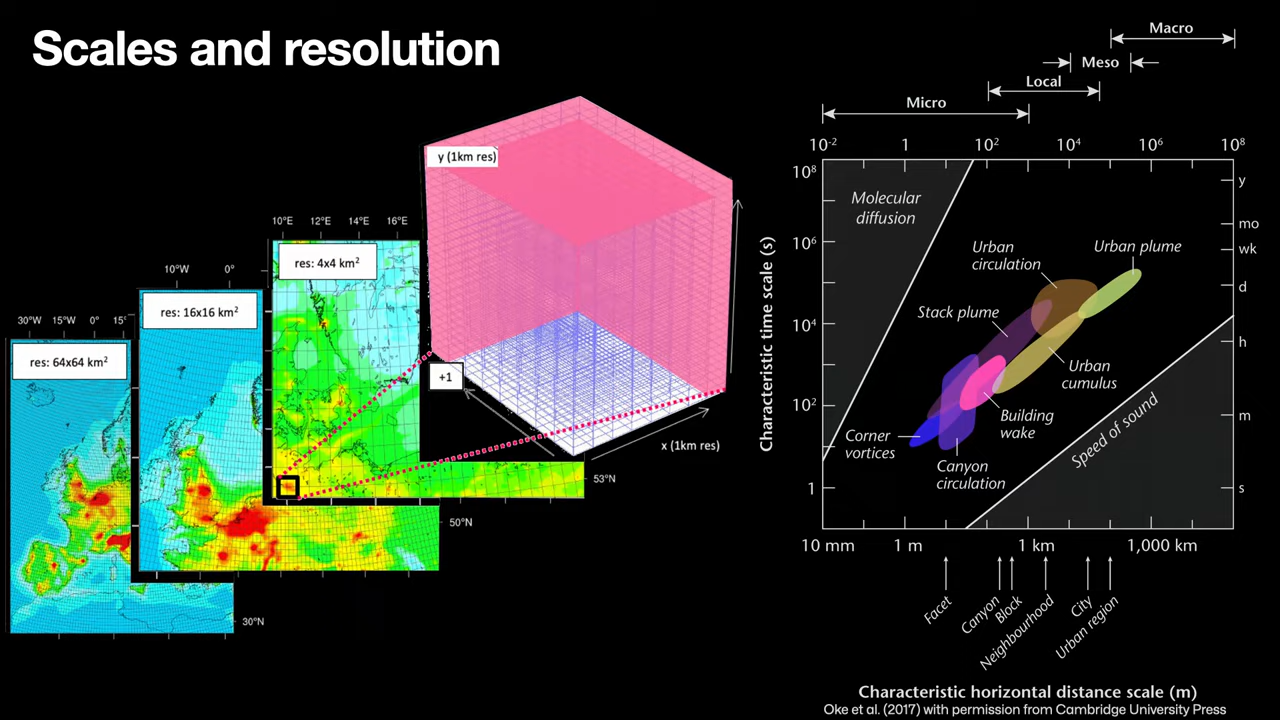 Scales and resolution
30°W 15°W 0° 15°
res: 64x64 km²
30°N
10°W 0°
res: 16x16 km²
50°N
10°E 12°E 14°E 16°E
res: 4x4 km²
53°N
y (1km res)
+1
x (1km res)
Macro
Meso
Local
Micro
10⁻² 1 10² 10⁴ 10⁶ 10⁸
10⁸
10⁶
10⁴
10²
1
Characteristic time scale (s)
y
mo
wk
d
h
m
s
Molecular
diffusion
Urban
circulation
Urban plume
Stack plume
Urban
cumulus
Building
wake
Corner
vortices
Canyon
circulation
Speed of sound
10 mm 1 m 1 km 1,000 km
Facet
Canyon
Block
Neighbourhood
City
Urban region
Characteristic horizontal distance scale (m)
Oke et al. (2017) with permission from Cambridge University Press